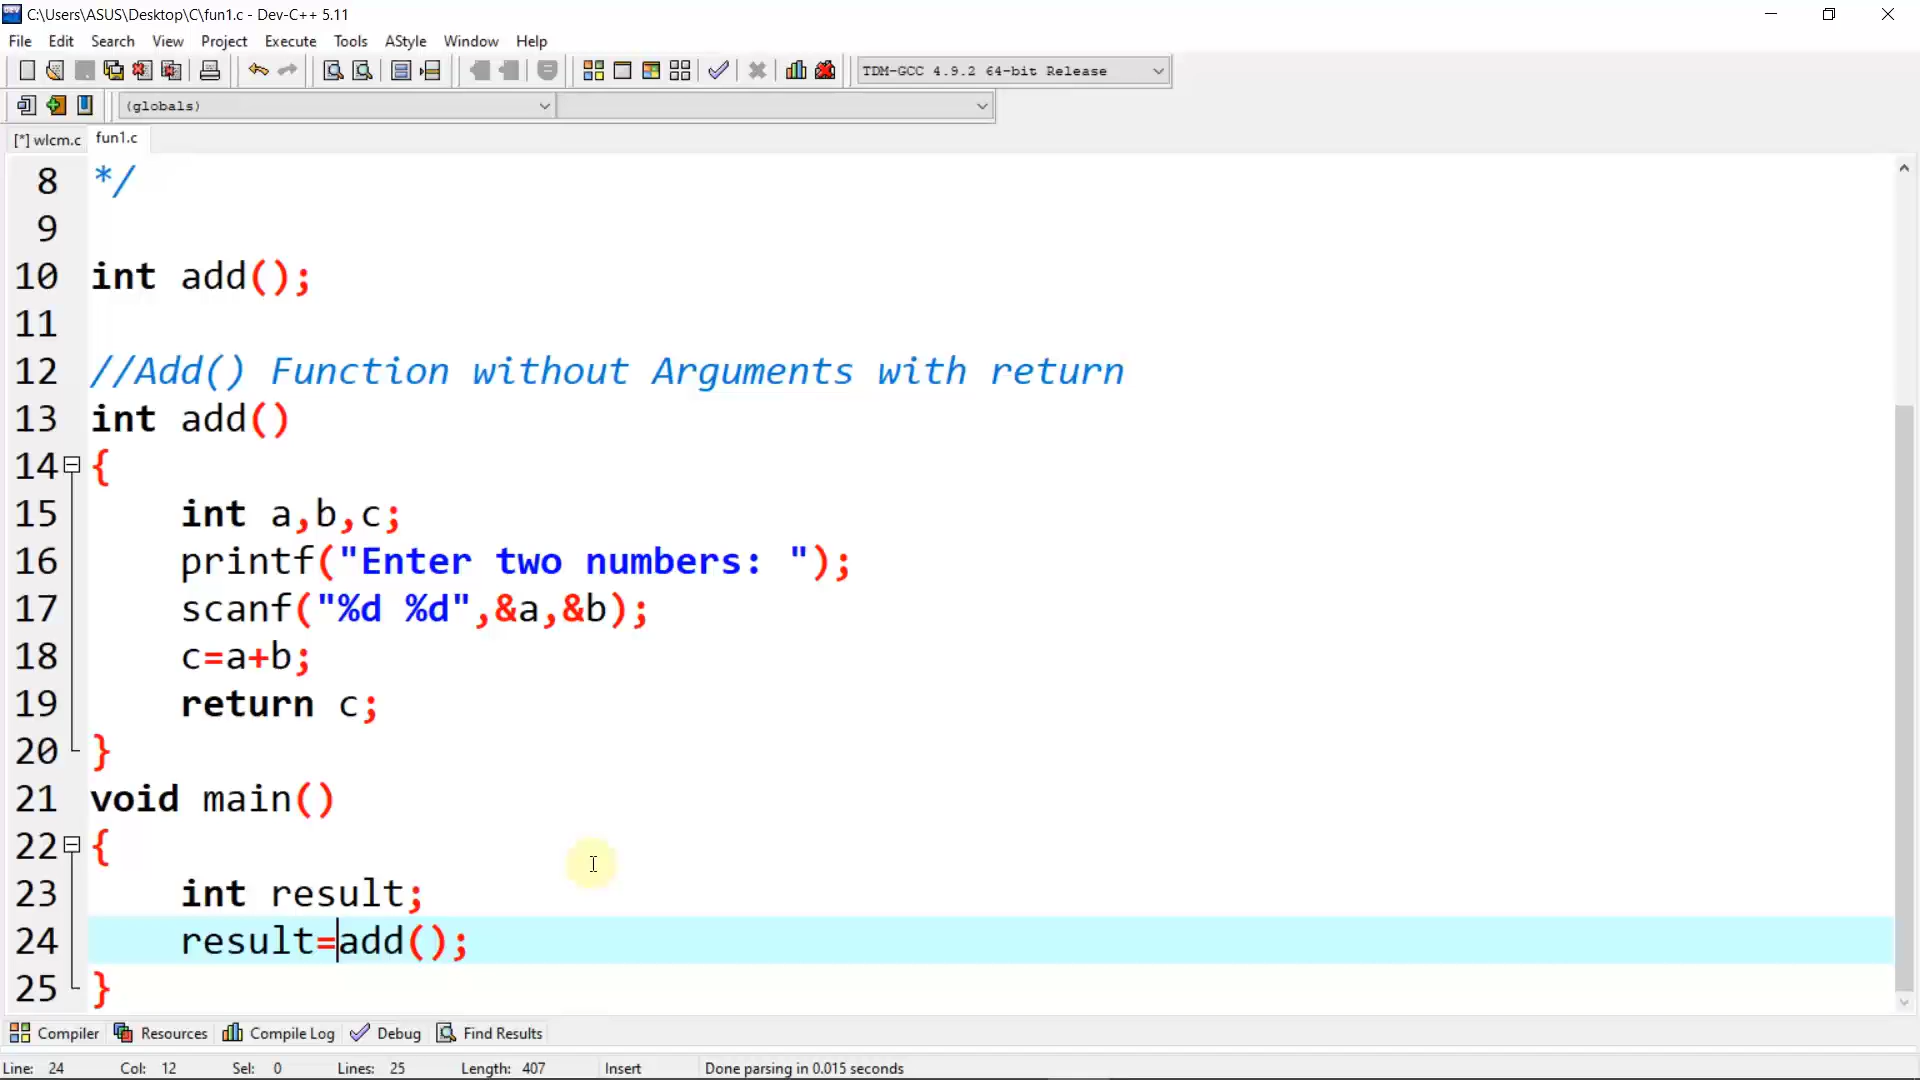 C:\Users\ASUS\Desktop\C\fun1.c - Dev-C++ 5.11
File Edit Search View Project Execute Tools AStyle Window Help
TDM-GCC 4.9.2 64-bit Release
(globals)
[*] wlcm.c fun1.c
8 */
9
10 int add();
11
12 //Add() Function without Arguments with return
13 int add()
14 {
15 int a,b,c;
16 printf("Enter two numbers: ");
17 scanf("%d %d",&a,&b);
18 c=a+b;
19 return c;
20 }
21 void main()
22 {
23 int result;
24 result=add();
25 }
Compiler Resources Compile Log Debug Find Results
Line: 24 Col: 12 Sel: 0 Lines: 25 Length: 407 Insert Done parsing in 0.015 seconds